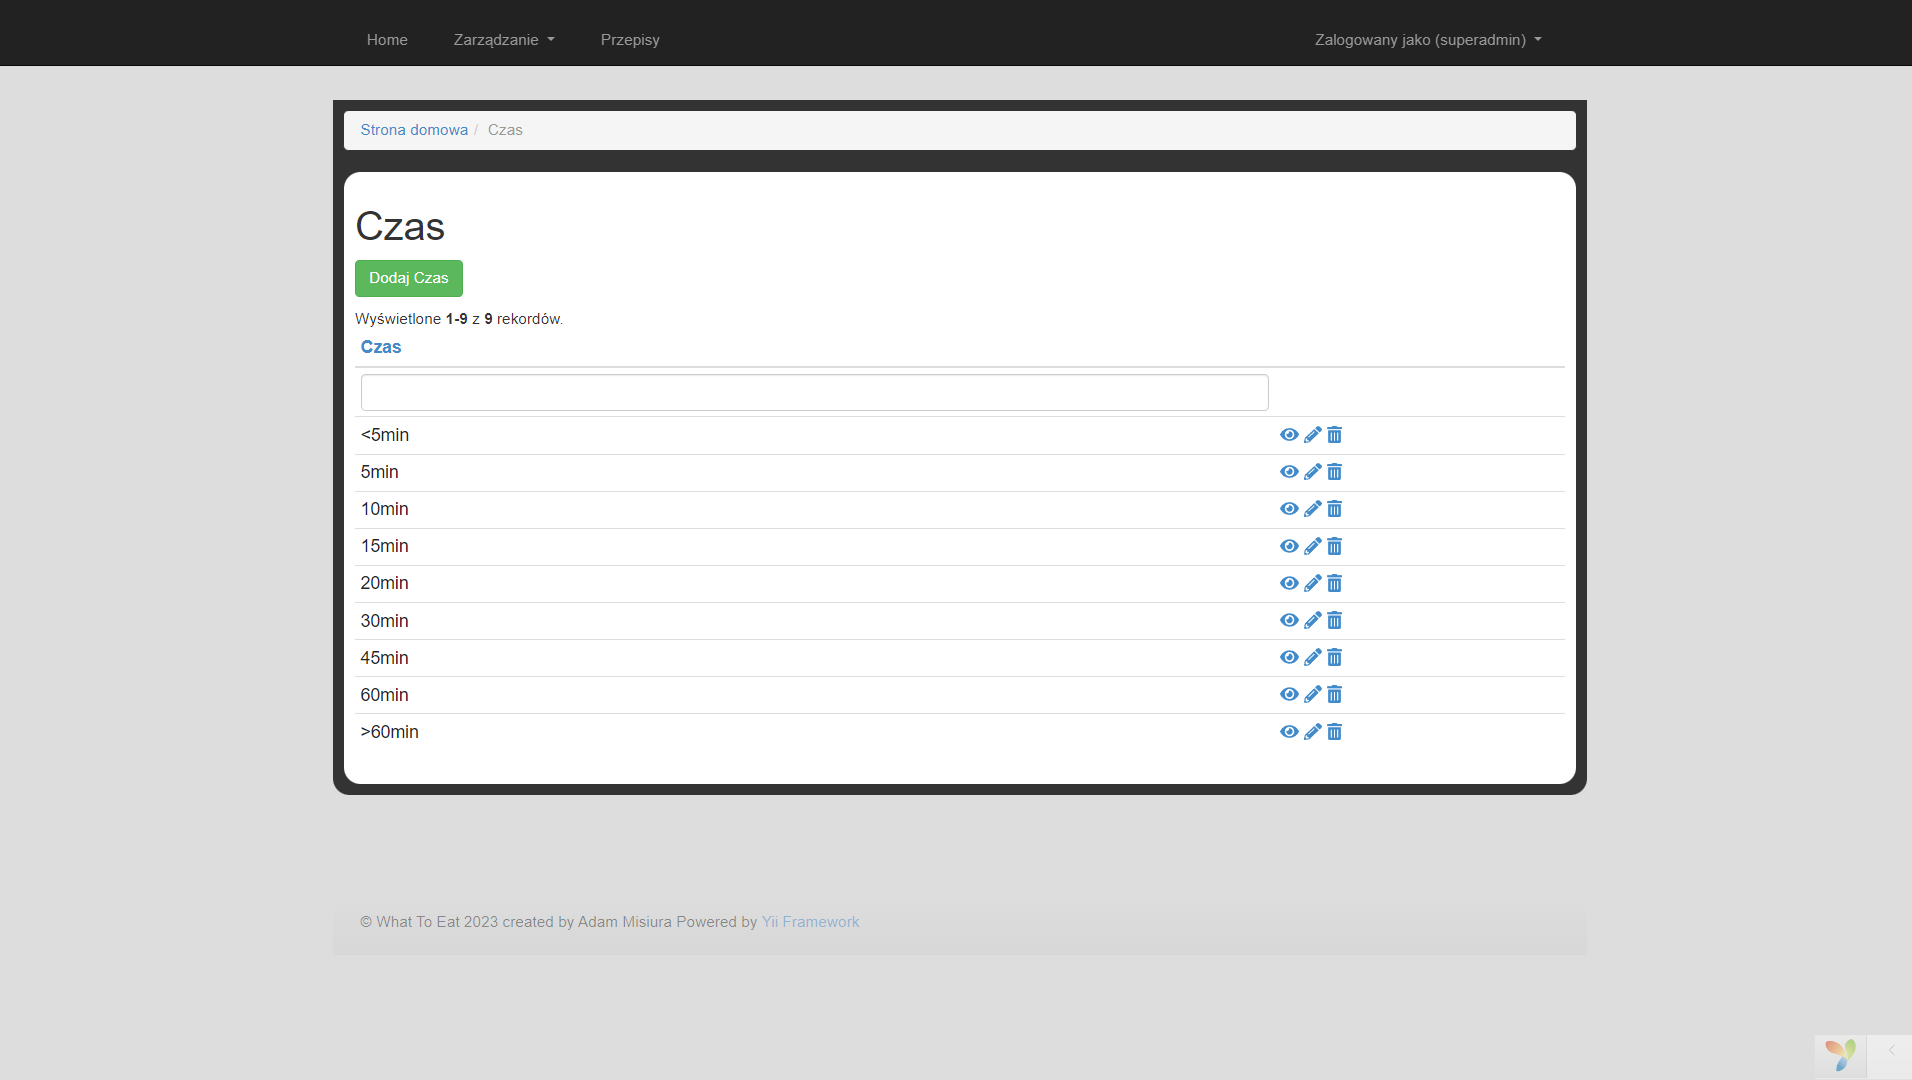 Home Zarządzanie Przepisy Zalogowany jako (superadmin)
Strona domowa / Czas
Czas
Dodaj Czas
Wyświetlone 1-9 z 9 rekordów.
Czas
<5min
5min
10min
15min
20min
30min
45min
60min
>60min
© What To Eat 2023 created by Adam Misiura Powered by Yii Framework